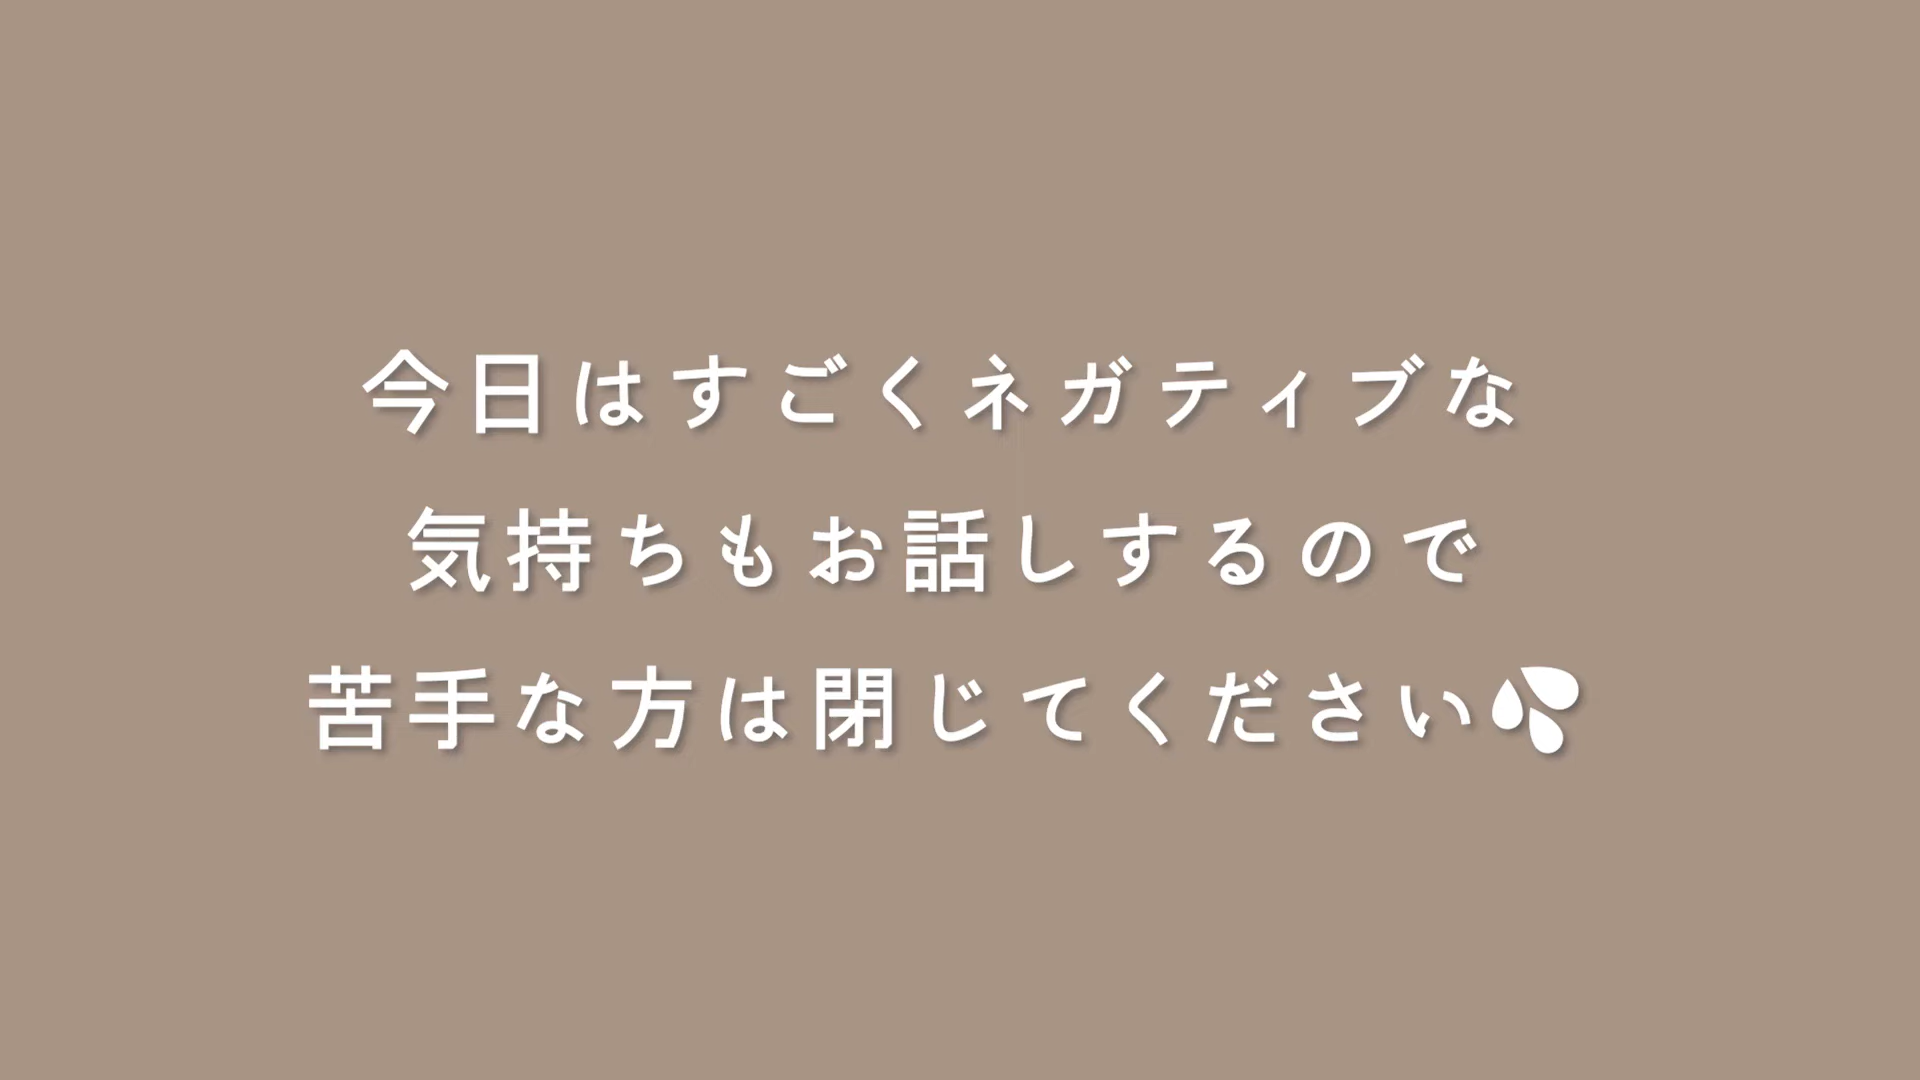 今日はすごくネガティブな
気持ちもお話しするので
苦手な方は閉じてください💦